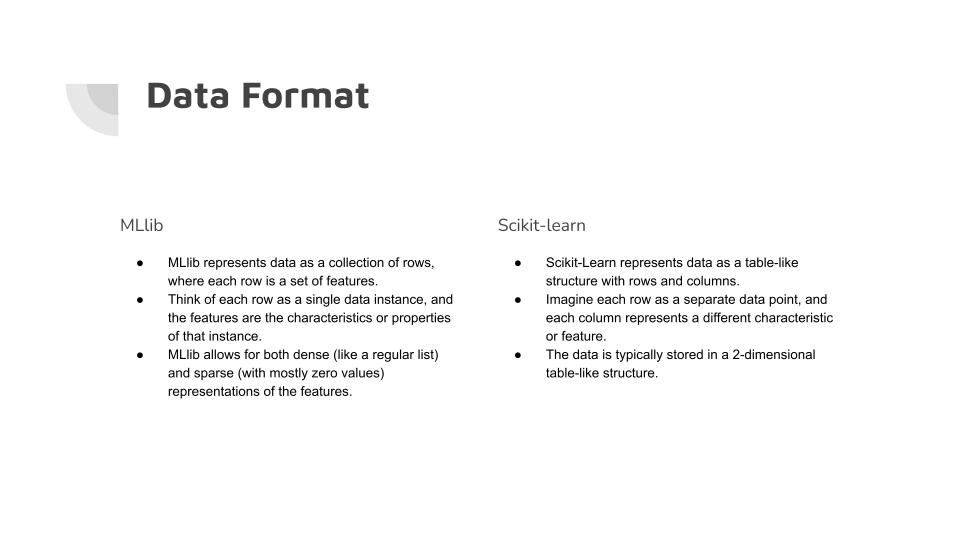 Data Format
MLlib
● MLlib represents data as a collection of rows,
where each row is a set of features.
● Think of each row as a single data instance, and
the features are the characteristics or properties
of that instance.
● MLlib allows for both dense (like a regular list)
and sparse (with mostly zero values)
representations of the features.
Scikit-learn
● Scikit-Learn represents data as a table-like
structure with rows and columns.
● Imagine each row as a separate data point, and
each column represents a different characteristic
or feature.
● The data is typically stored in a 2-dimensional
table-like structure.